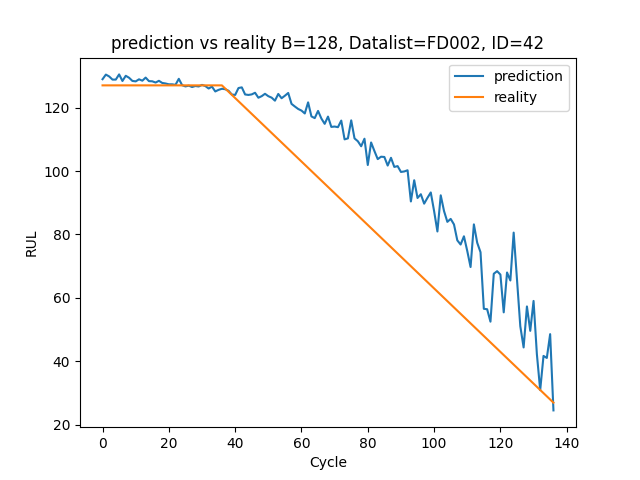 prediction vs reality B=128, Datalist=FD002, ID=42
prediction
reality
RUL
120
100
80
60
40
20
0 20 40 60 80 100 120 140
Cycle